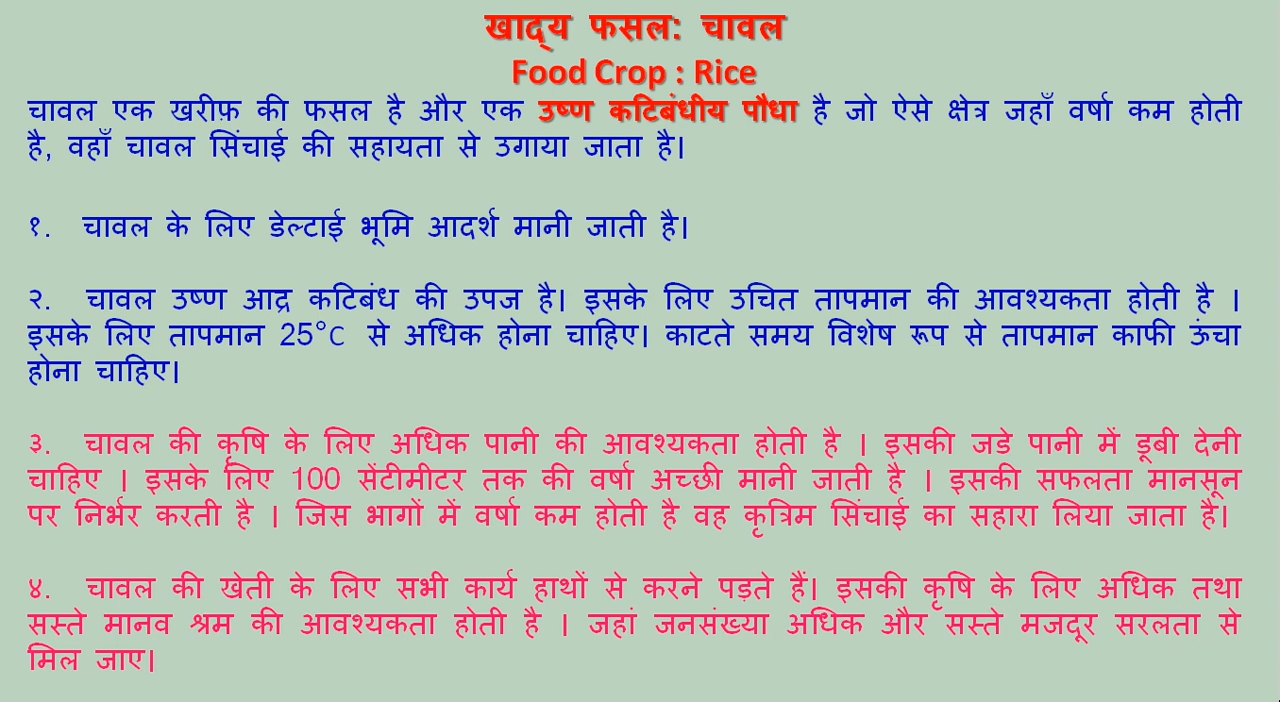 खाद्य फसल: चावल
Food Crop : Rice
चावल एक खरीफ़ की फसल है और एक उष्ण कटिबंधीय पौधा है जो ऐसे क्षेत्र जहाँ वर्षा कम होती
है, वहाँ चावल सिंचाई की सहायता से उगाया जाता है।
१. चावल के लिए डेल्टाई भूमि आदर्श मानी जाती है।
२. चावल उष्ण आद्र कटिबंध की उपज है। इसके लिए उचित तापमान की आवश्यकता होती है ।
इसके लिए तापमान 25°C से अधिक होना चाहिए। काटते समय विशेष रूप से तापमान काफी ऊंचा
होना चाहिए।
३. चावल की कृषि के लिए अधिक पानी की आवश्यकता होती है । इसकी जडे पानी में डूबी देनी
चाहिए । इसके लिए 100 सेंटीमीटर तक की वर्षा अच्छी मानी जाती है । इसकी सफलता मानसून
पर निर्भर करती है । जिस भागों में वर्षा कम होती है वह कृत्रिम सिंचाई का सहारा लिया जाता है।
४. चावल की खेती के लिए सभी कार्य हाथों से करने पड़ते हैं। इसकी कृषि के लिए अधिक तथा
सस्ते मानव श्रम की आवश्यकता होती है । जहां जनसंख्या अधिक और सस्ते मजदूर सरलता से
मिल जाए।